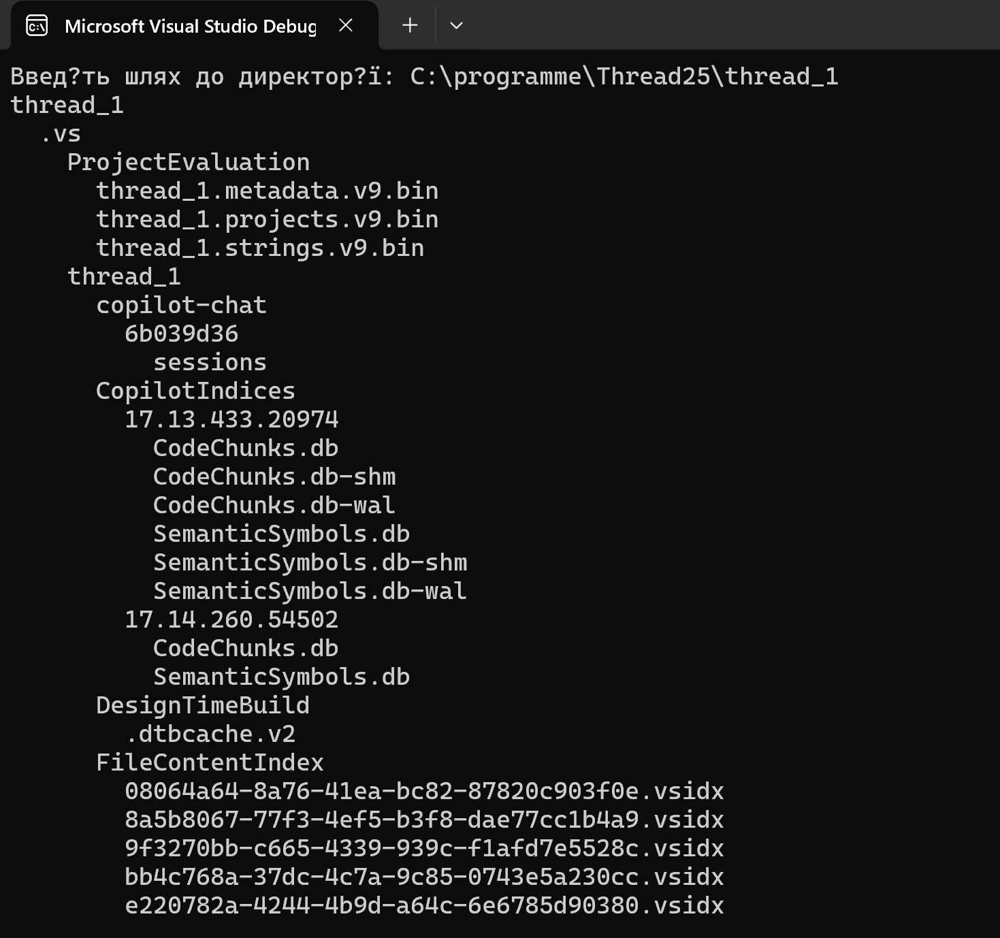 Microsoft Visual Studio Debug
Введ?ть шлях до директор?ї: C:\programme\Thread25\thread_1
thread_1
.vs
ProjectEvaluation
thread_1.metadata.v9.bin
thread_1.projects.v9.bin
thread_1.strings.v9.bin
thread_1
copilot-chat
6b039d36
sessions
CopilotIndices
17.13.433.20974
CodeChunks.db
CodeChunks.db-shm
CodeChunks.db-wal
SemanticSymbols.db
SemanticSymbols.db-shm
SemanticSymbols.db-wal
17.14.260.54502
CodeChunks.db
SemanticSymbols.db
DesignTimeBuild
.dtbcache.v2
FileContentIndex
08064a64-8a76-41ea-bc82-87820c903f0e.vsidx
8a5b8067-77f3-4ef5-b3f8-dae77cc1b4a9.vsidx
9f3270bb-c665-4339-939c-f1afd7e5528c.vsidx
bb4c768a-37dc-4c7a-9c85-0743e5a230cc.vsidx
e220782a-4244-4b9d-a64c-6e6785d90380.vsidx